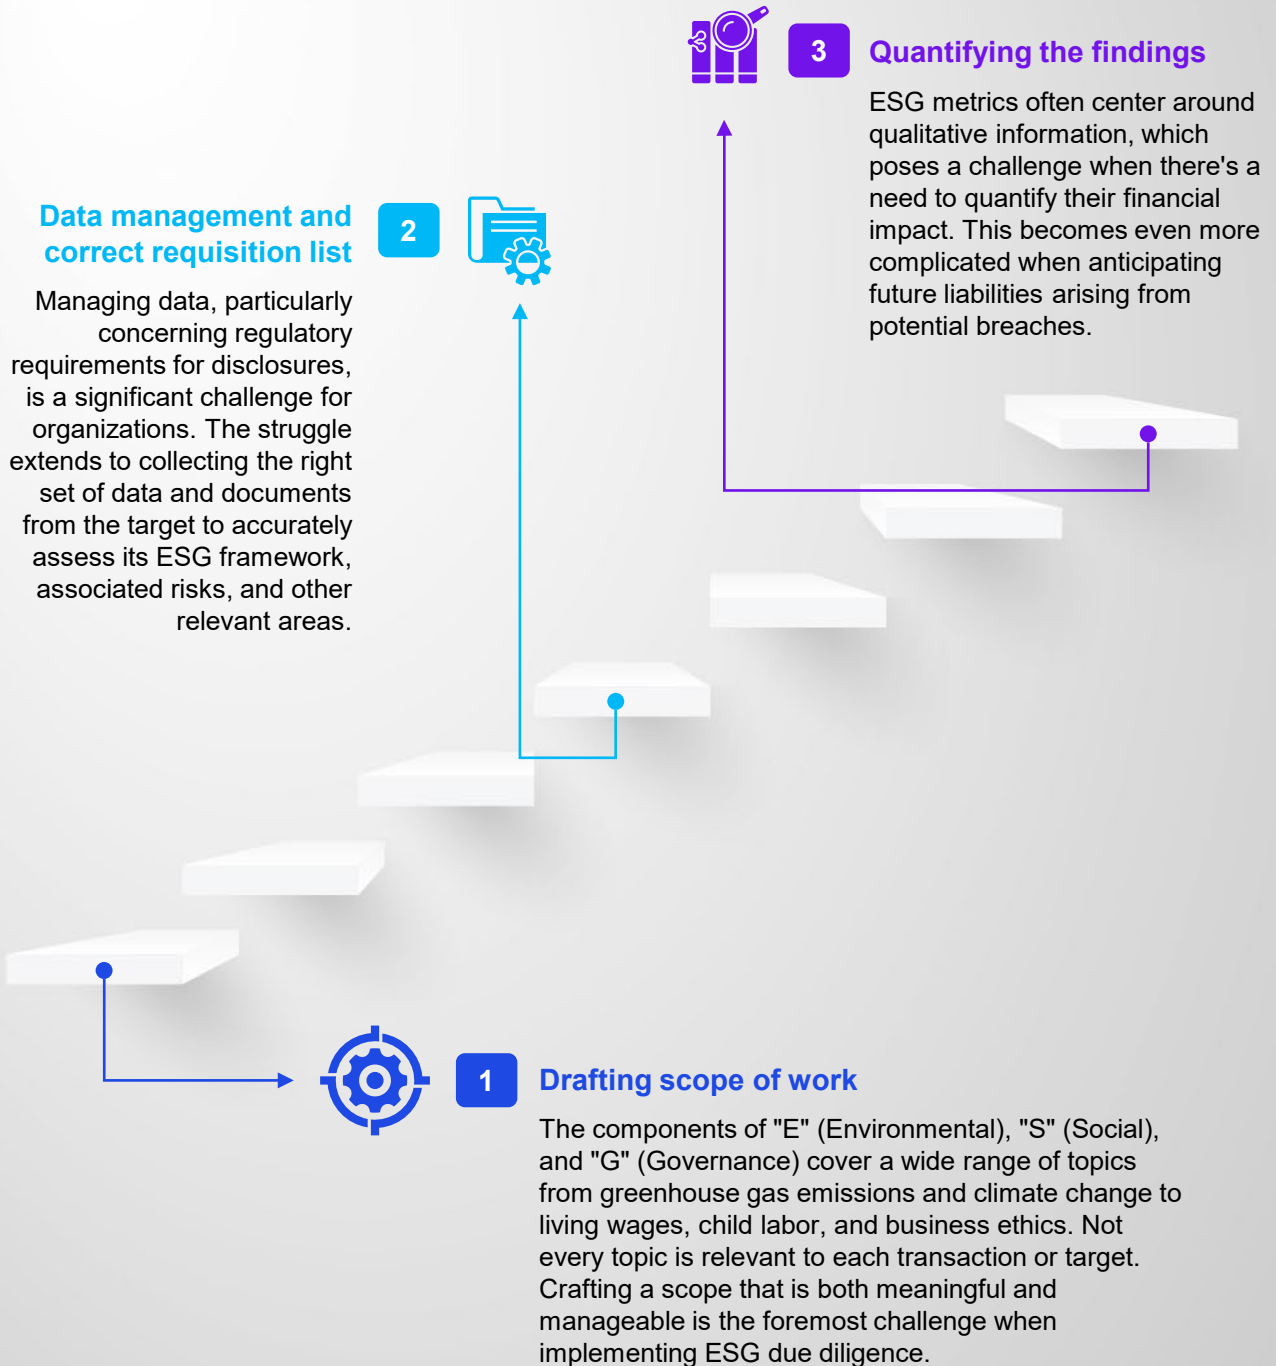 3
Quantifying the findings
ESG metrics often center around
qualitative information, which
poses a challenge when there's a
need to quantify their financial
impact. This becomes even more
complicated when anticipating
future liabilities arising from
potential breaches.
Data management and
correct requisition list
2
Managing data, particularly
concerning regulatory
requirements for disclosures,
is a significant challenge for
organizations. The struggle
extends to collecting the right
set of data and documents
from the target to accurately
assess its ESG framework,
associated risks, and other
relevant areas.
1
Drafting scope of work
The components of "E" (Environmental), "S" (Social),
and "G" (Governance) cover a wide range of topics
from greenhouse gas emissions and climate change to
living wages, child labor, and business ethics. Not
every topic is relevant to each transaction or target.
Crafting a scope that is both meaningful and
manageable is the foremost challenge when
implementing ESG due diligence.